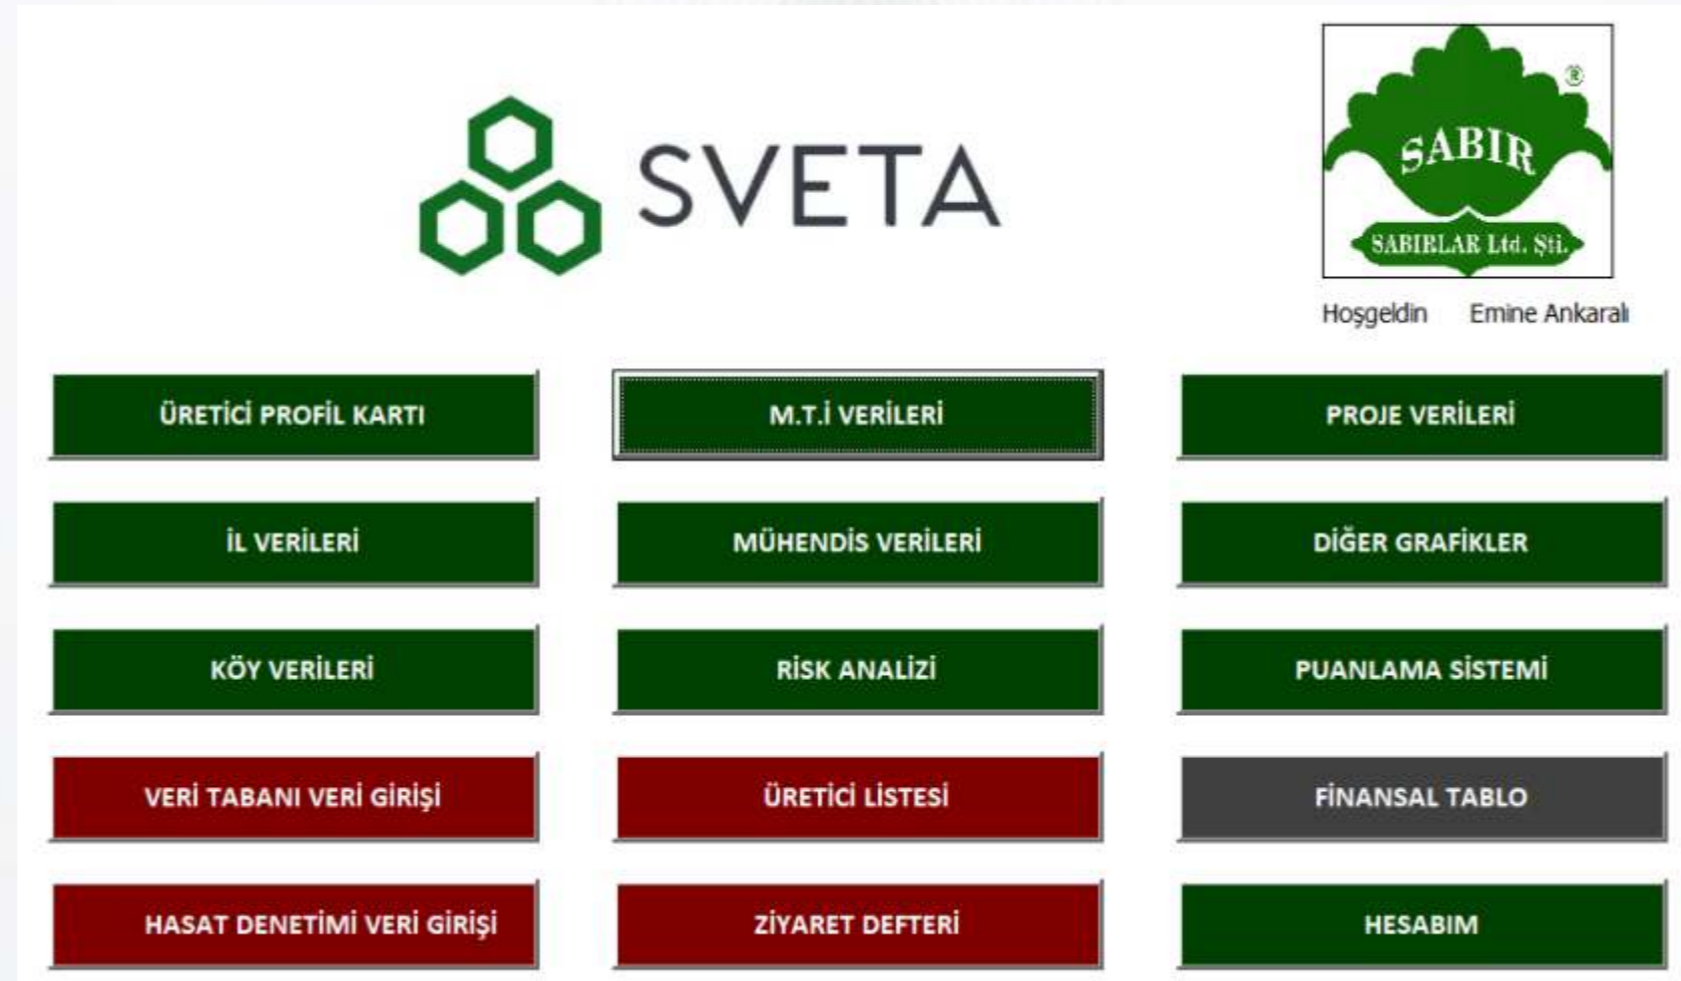 SVETA
SABIR
®
SABIRLAR Ltd. Şti.
Hoşgeldin Emine Ankaralı
ÜRETİCİ PROFİL KARTI
M.T.İ VERİLERİ
PROJE VERİLERİ
İL VERİLERİ
MÜHENDİS VERİLERİ
DİĞER GRAFİKLER
KÖY VERİLERİ
RİSK ANALİZİ
PUANLAMA SİSTEMİ
VERİ TABANI VERİ GİRİŞİ
ÜRETİCİ LİSTESİ
FİNANSAL TABLO
HASAT DENETİMİ VERİ GİRİŞİ
ZİYARET DEFTERİ
HESABIM